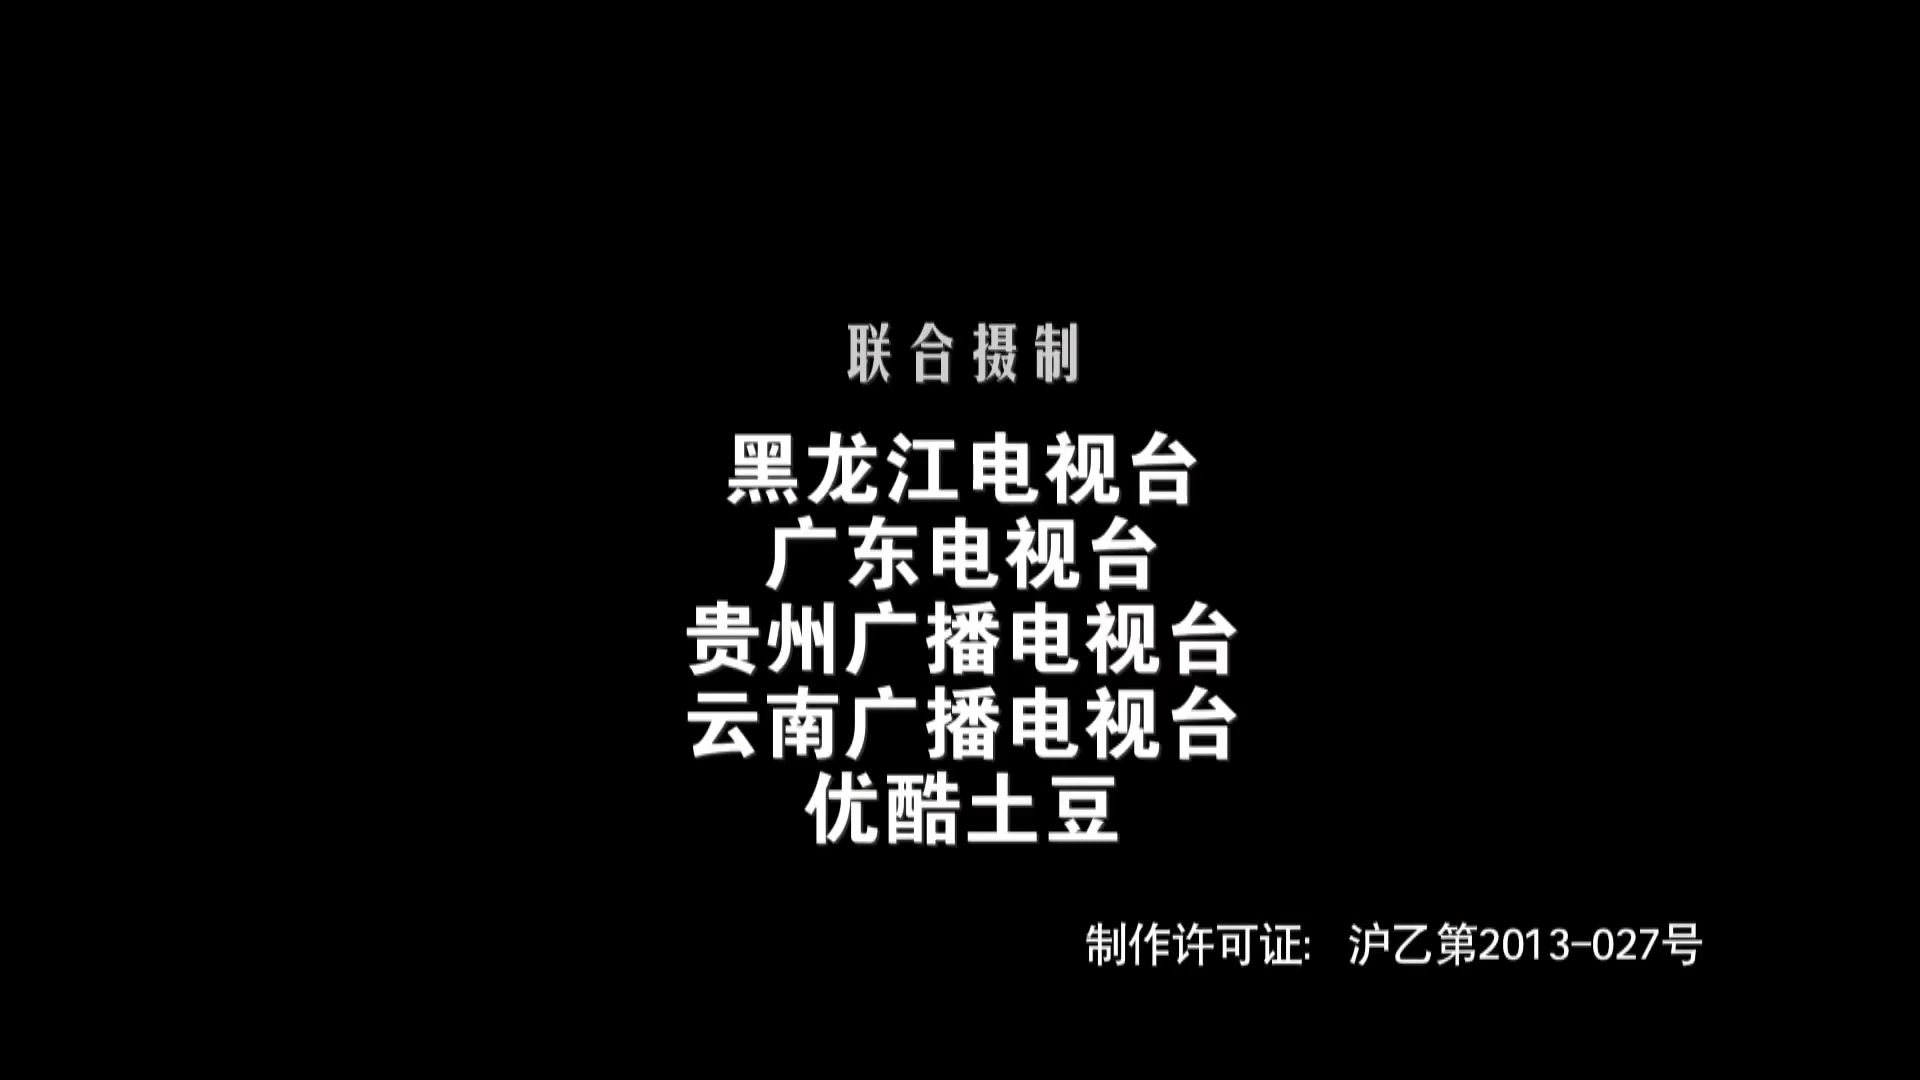 联合摄制
黑龙江电视台
广东电视台
贵州广播电视台
云南广播电视台
优酷土豆
制作许可证: 沪乙第2013-027号